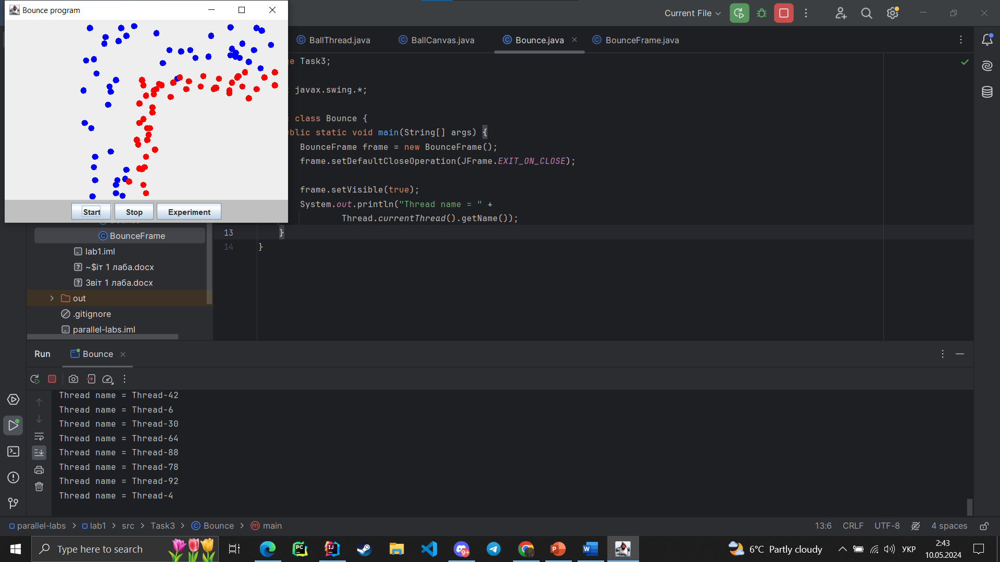 Bounce program
Current File
BallThread.java
BallCanvas.java
Bounce.java
BounceFrame.java
e Task3;
javax.swing.*;
class Bounce {
blic static void main(String[] args) {
BounceFrame frame = new BounceFrame();
frame.setDefaultCloseOperation(JFrame.EXIT_ON_CLOSE);
frame.setVisible(true);
System.out.println("Thread name = " +
Thread.currentThread().getName());
13 }
14 }
Start
Stop
Experiment
BounceFrame
lab1.iml
~$іт 1 лаба.docx
Звіт 1 лаба.docx
out
.gitignore
parallel-labs.iml
Run
Bounce
Thread name = Thread-42
Thread name = Thread-6
Thread name = Thread-30
Thread name = Thread-64
Thread name = Thread-88
Thread name = Thread-78
Thread name = Thread-92
Thread name = Thread-4
parallel-labs > lab1 > src > Task3 > Bounce > main
13:6 CRLF UTF-8 4 spaces
Type here to search
6°C Partly cloudy
УКР
2:43
10.05.2024